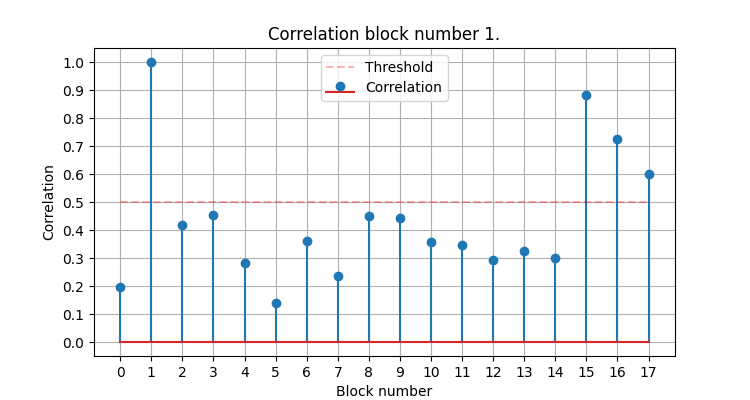 Correlation block number 1.
Threshold
Correlation
Correlation
1.0
0.9
0.8
0.7
0.6
0.5
0.4
0.3
0.2
0.1
0.0
0 1 2 3 4 5 6 7 8 9 10 11 12 13 14 15 16 17
Block number